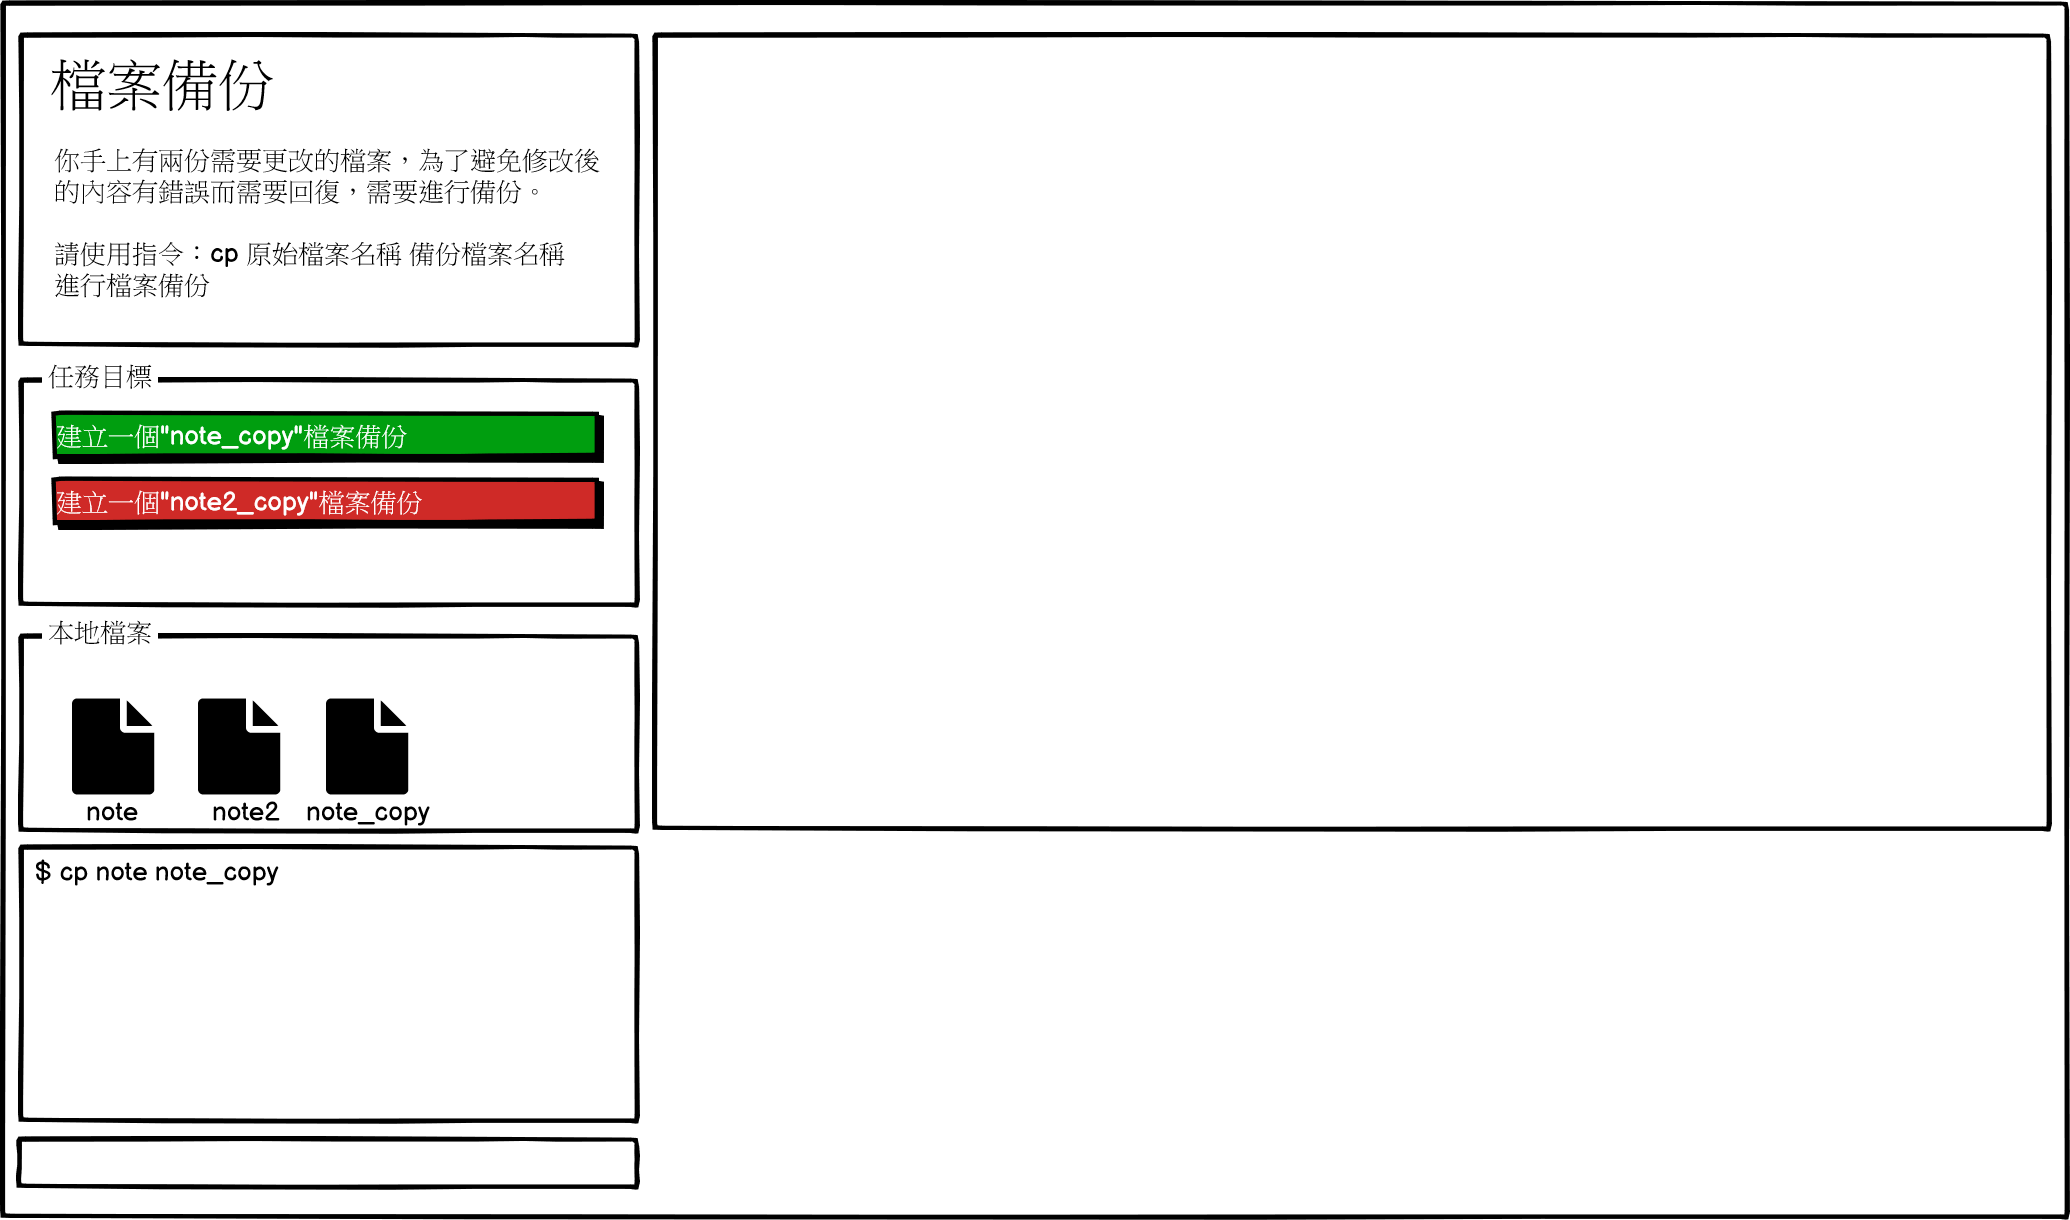 檔案備份
你手上有兩份需要更改的檔案，為了避免修改後
的內容有錯誤而需要回復，需要進行備份。
請使用指令：cp 原始檔案名稱 備份檔案名稱
進行檔案備份
任務目標
建立一個"note_copy"檔案備份
建立一個"note2_copy"檔案備份
本地檔案
note note2 note_copy
$ cp note note_copy